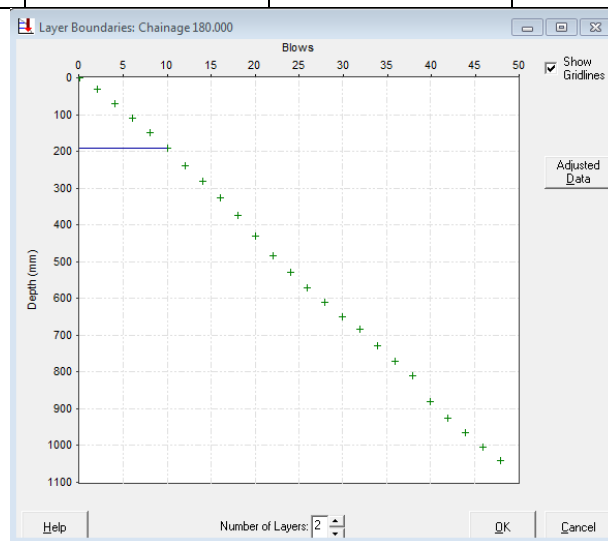 Layer Boundaries: Chainage 180.000
Blows
0 5 10 15 20 25 30 35 40 45 50
Show
Gridlines
0
100
200
300
400
500
600
700
800
900
1000
1100
Depth (mm)
Adjusted
Data
Help
Number of Layers: 2
OK
Cancel